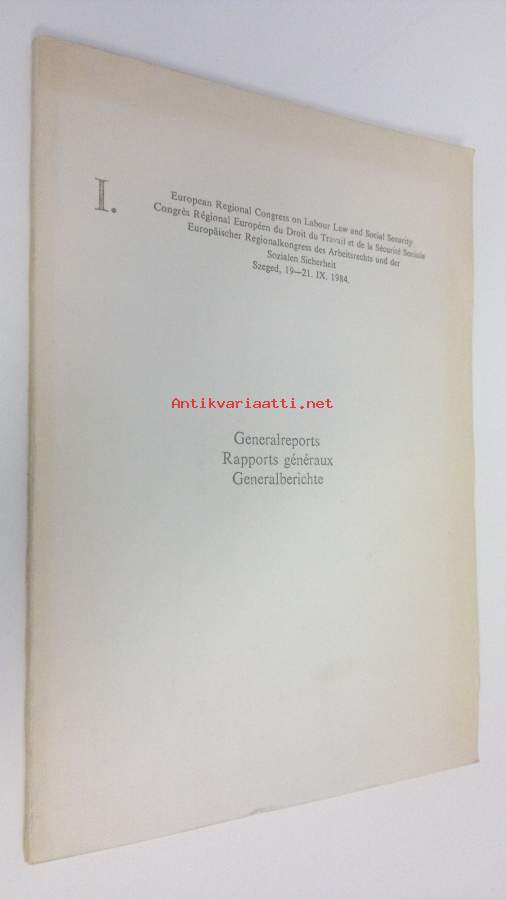 I.
European Regional Congress on Labour Law and Social Security
Congrès Régional Européen du Droit du Travail et de la Sécurité Sociale
Europäischer Regionalkongress des Arbeitsrechts und der
Sozialen Sicherheit
Szeged, 19—21. IX. 1984.
Antikvariaatti.net
Generalreports
Rapports généraux
Generalberichte